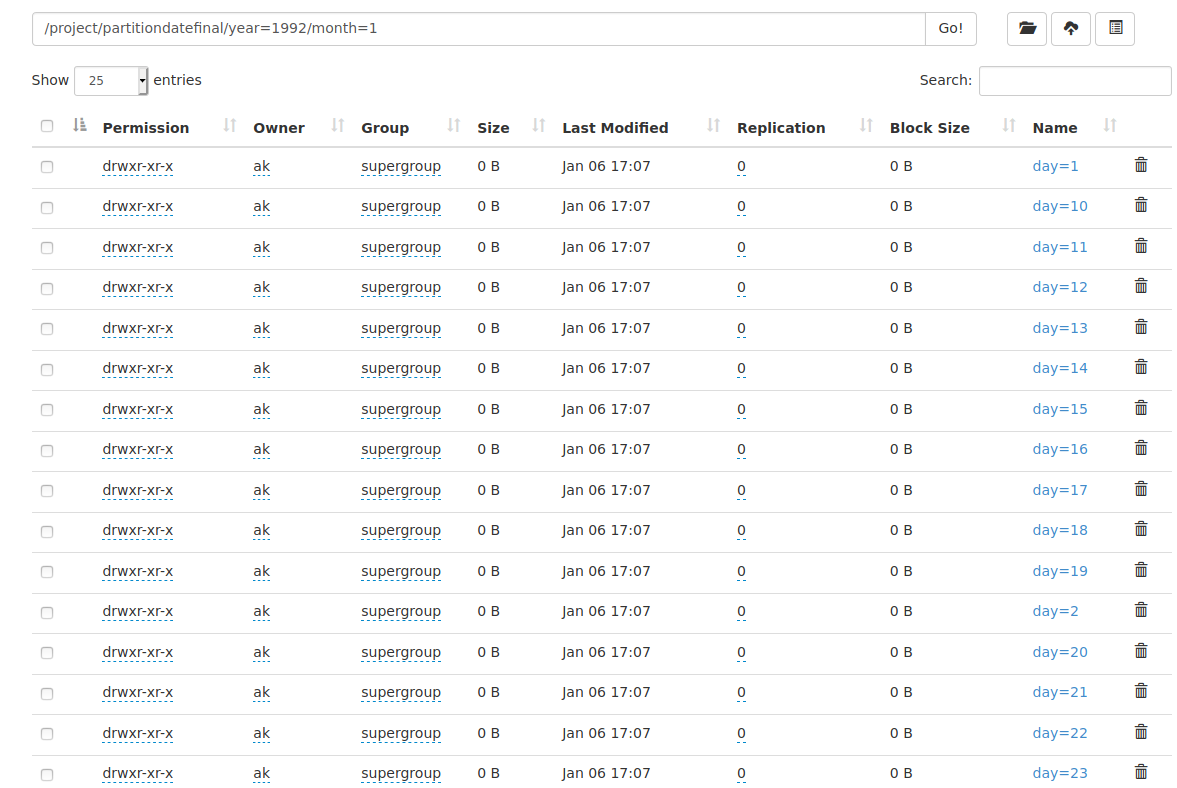 /project/partitiondatefinal/year=1992/month=1 Go!
Show 25 entries Search:
Permission Owner Group Size Last Modified Replication Block Size Name
drwxr-xr-x ak supergroup 0 B Jan 06 17:07 0 0 B day=1
drwxr-xr-x ak supergroup 0 B Jan 06 17:07 0 0 B day=10
drwxr-xr-x ak supergroup 0 B Jan 06 17:07 0 0 B day=11
drwxr-xr-x ak supergroup 0 B Jan 06 17:07 0 0 B day=12
drwxr-xr-x ak supergroup 0 B Jan 06 17:07 0 0 B day=13
drwxr-xr-x ak supergroup 0 B Jan 06 17:07 0 0 B day=14
drwxr-xr-x ak supergroup 0 B Jan 06 17:07 0 0 B day=15
drwxr-xr-x ak supergroup 0 B Jan 06 17:07 0 0 B day=16
drwxr-xr-x ak supergroup 0 B Jan 06 17:07 0 0 B day=17
drwxr-xr-x ak supergroup 0 B Jan 06 17:07 0 0 B day=18
drwxr-xr-x ak supergroup 0 B Jan 06 17:07 0 0 B day=19
drwxr-xr-x ak supergroup 0 B Jan 06 17:07 0 0 B day=2
drwxr-xr-x ak supergroup 0 B Jan 06 17:07 0 0 B day=20
drwxr-xr-x ak supergroup 0 B Jan 06 17:07 0 0 B day=21
drwxr-xr-x ak supergroup 0 B Jan 06 17:07 0 0 B day=22
drwxr-xr-x ak supergroup 0 B Jan 06 17:07 0 0 B day=23